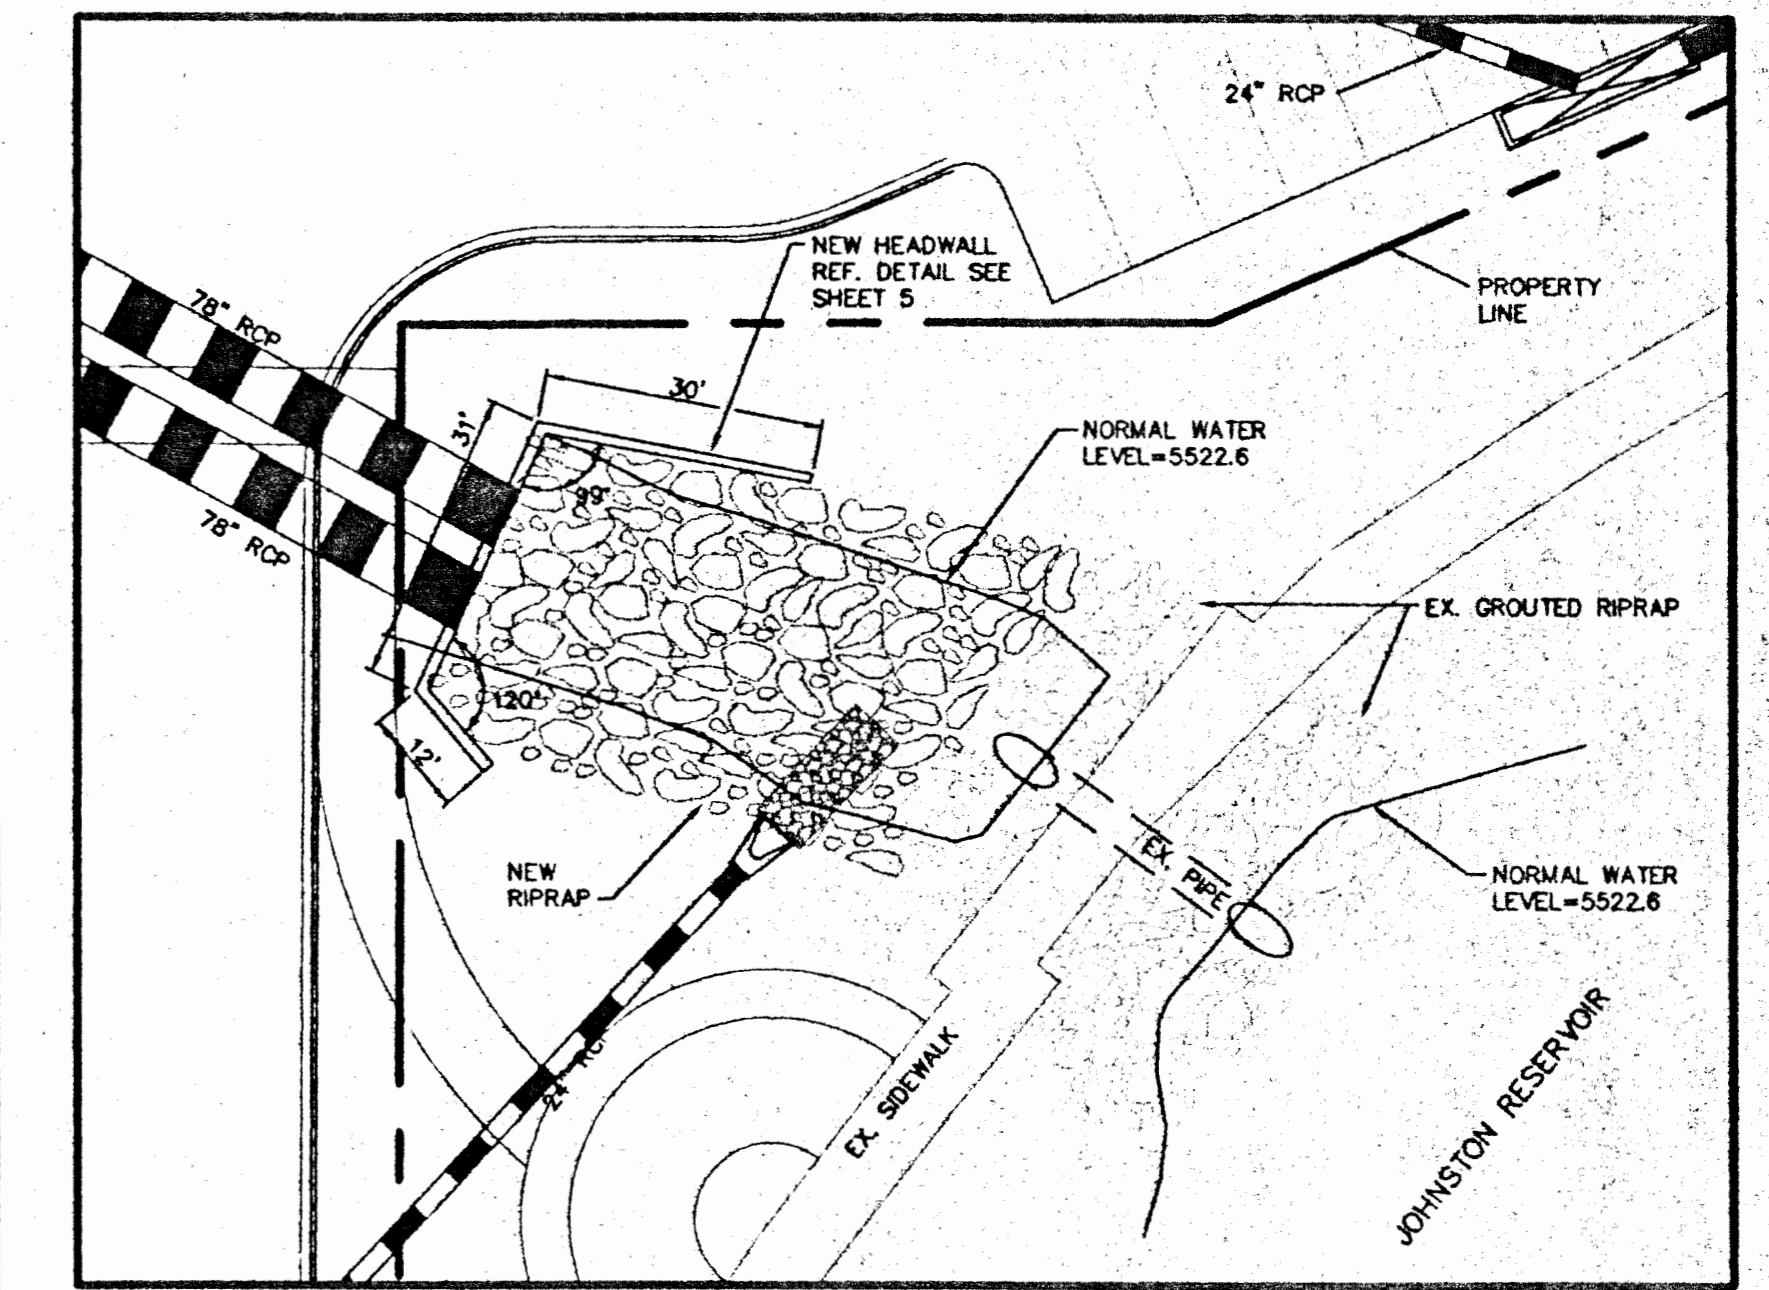 24" RCP
NEW HEADWALL
REF. DETAIL SEE
SHEET 5
PROPERTY
LINE
78" RCP
30'
31'
NORMAL WATER
LEVEL=5522.6
99°
78" RCP
EX. GROUTED RIPRAP
120°
12'
EX. PIPE
NEW
RIPRAP
NORMAL WATER
LEVEL=5522.6
24" RCP
EX. SIDEWALK
JOHNSTON RESERVOIR